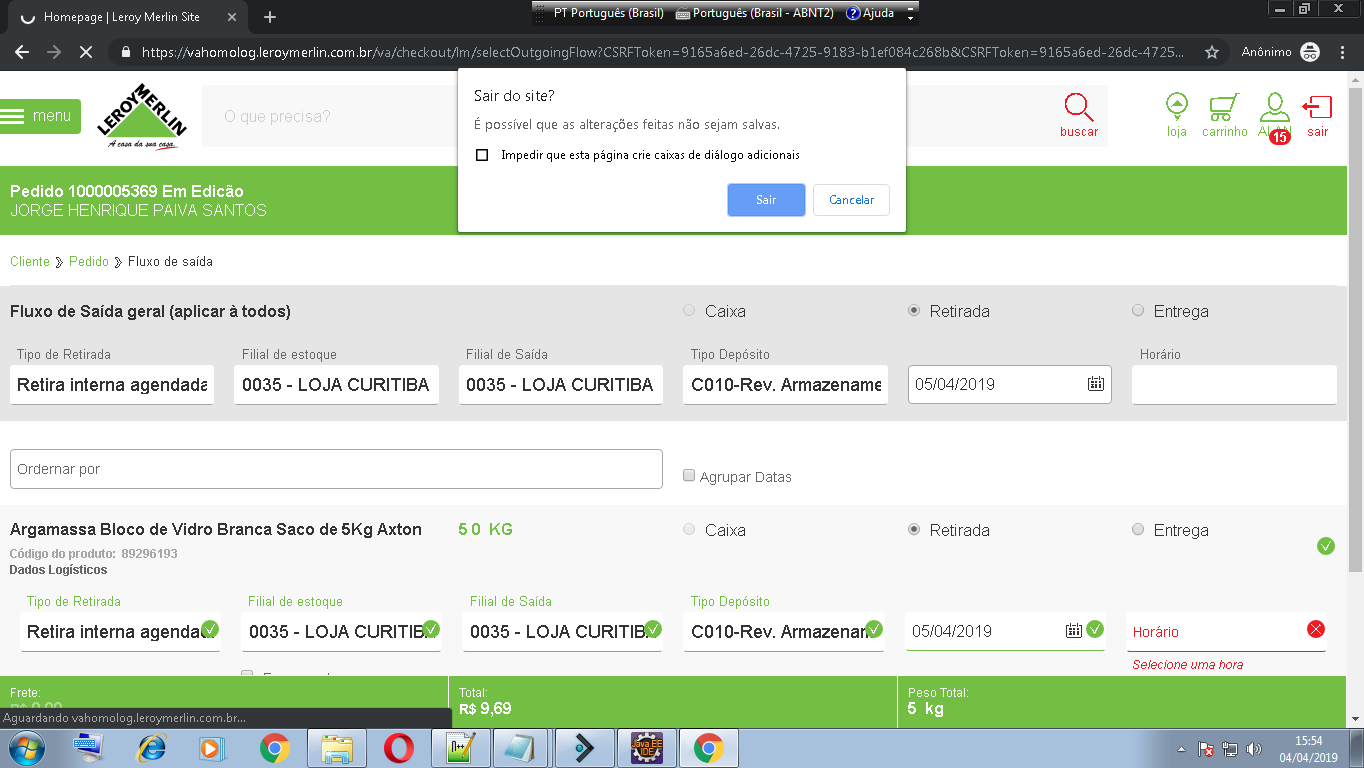 Homepage | Leroy Merlin Site
PT Português (Brasil) Português (Brasil - ABNT2) Ajuda
https://vahomolog.leroymerlin.com.br/va/checkout/lm/selectOutgoingFlow?CSRFToken=9165a6ed-26dc-4725-9183-b1ef084c268b&CSRFToken=9165a6ed-26dc-4725... Anônimo
Sair do site?
É possível que as alterações feitas não sejam salvas.
Impedir que esta página crie caixas de diálogo adicionais
Sair Cancelar
menu
LEROY MERLIN
A casa da sua casa.
O que precisa?
buscar
loja carrinho ALAN 15 sair
Pedido 1000005369 Em Edicão
JORGE HENRIQUE PAIVA SANTOS
Cliente Pedido Fluxo de saída
Fluxo de Saída geral (aplicar à todos) Caixa Retirada Entrega
Tipo de Retirada Filial de estoque Filial de Saída Tipo Depósito Horário
Retira interna agendada 0035 - LOJA CURITIBA 0035 - LOJA CURITIBA C010-Rev. Armazename 05/04/2019
Ordernar por Agrupar Datas
Argamassa Bloco de Vidro Branca Saco de 5Kg Axton 5 0 KG Caixa Retirada Entrega
Código do produto: 89296193
Dados Logísticos
Tipo de Retirada Filial de estoque Filial de Saída Tipo Depósito
Retira interna agenda 0035 - LOJA CURITIB 0035 - LOJA CURITIB C010-Rev. Armazenan 05/04/2019 Horário
Selecione uma hora
Frete: Total: Peso Total:
R$ 9,69 5 kg
Aguardando vahomolog.leroymerlin.com.br...
Java EE
IDE
15:54
04/04/2019